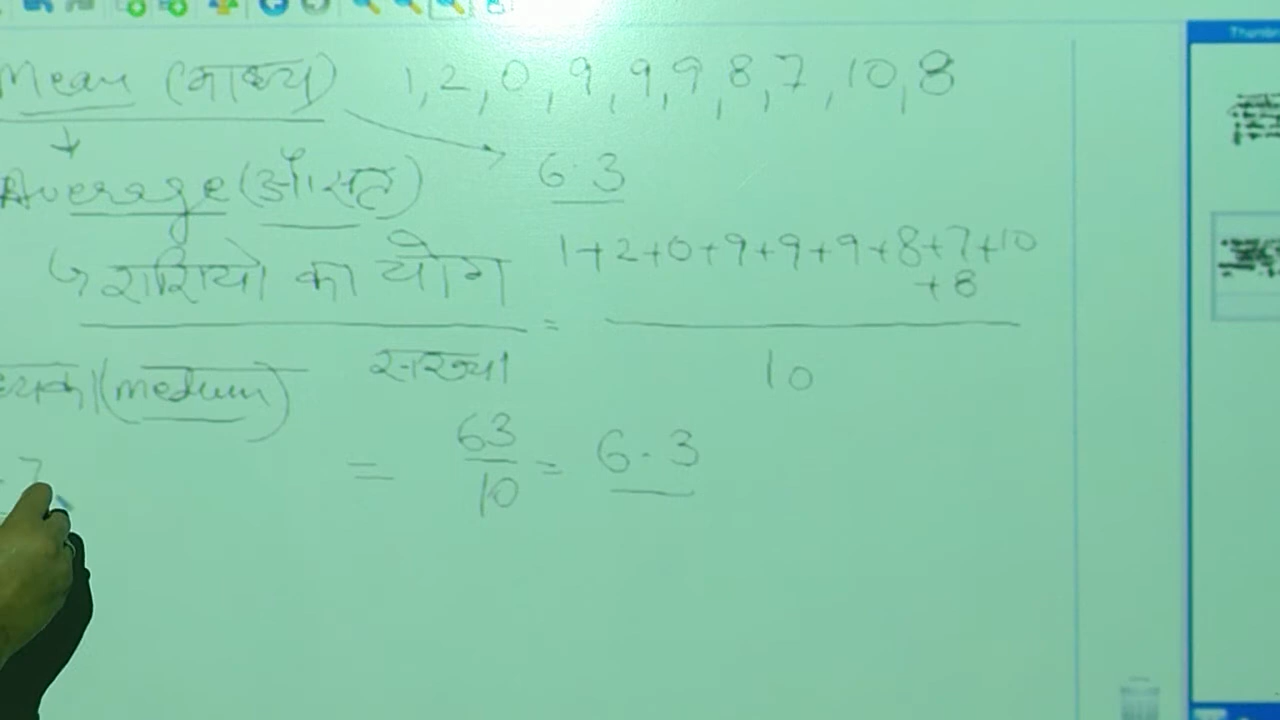 Mean (माध्य) 1, 2, 0, 9, 9, 9, 8, 7, 10, 8
6.3
Average (औसत)
राशियो का योग = 1+2+0+9+9+9+8+7+10
+8
संख्या 10
(medium)
= 63/10 = 6.3
7